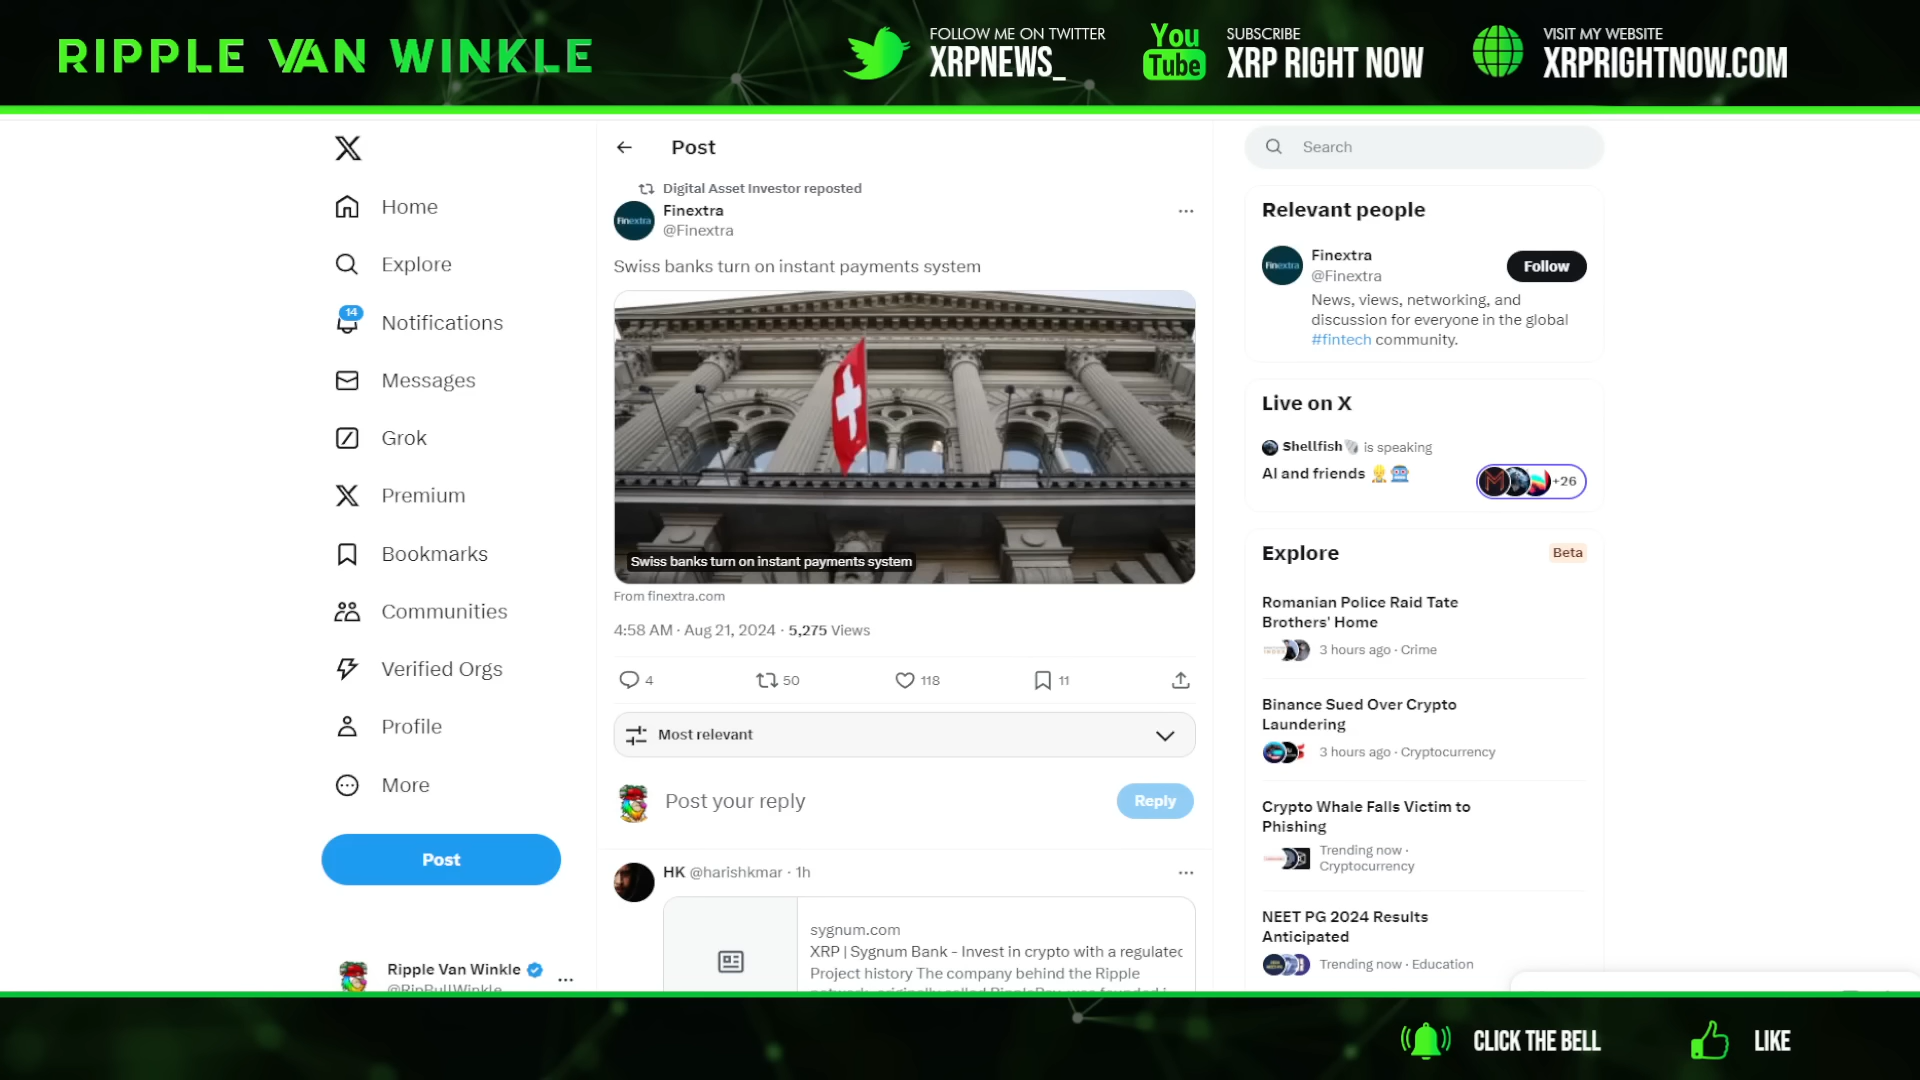 RIPPLE VAN WINKLE
FOLLOW ME ON TWITTER
XRPNEWS_
You
Tube
SUBSCRIBE
XRP RIGHT NOW
VISIT MY WEBSITE
XRPRIGHTNOW.COM
Home
Explore
14
Notifications
Messages
Grok
Premium
Bookmarks
Communities
Verified Orgs
Profile
More
Post
Ripple Van Winkle
@RipBullWinkle
Post
Digital Asset Investor reposted
Finextra
Finextra
@Finextra
Swiss banks turn on instant payments system
Swiss banks turn on instant payments system
From finextra.com
4:58 AM · Aug 21, 2024 · 5,275 Views
4
50
118
11
Most relevant
Post your reply
Reply
HK @harishkmar · 1h
sygnum.com
XRP | Sygnum Bank - Invest in crypto with a regulated
Project history The company behind the Ripple
Search
Relevant people
Finextra
Finextra
@Finextra
Follow
News, views, networking, and
discussion for everyone in the global
#fintech community.
Live on X
Shellfish🐚 is speaking
AI and friends
+26
Explore
Beta
Romanian Police Raid Tate
Brothers' Home
3 hours ago · Crime
Binance Sued Over Crypto
Laundering
3 hours ago · Cryptocurrency
Crypto Whale Falls Victim to
Phishing
Trending now ·
Cryptocurrency
NEET PG 2024 Results
Anticipated
Trending now · Education
CLICK THE BELL
LIKE